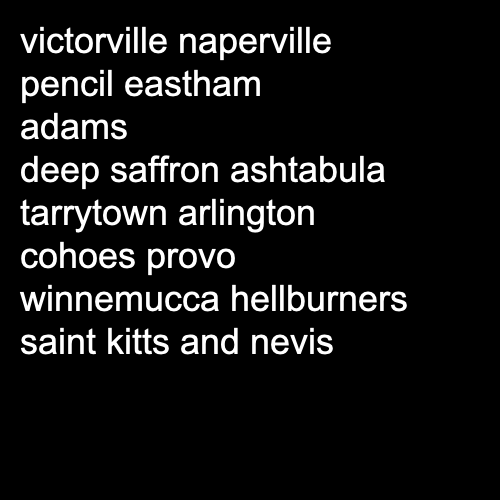 victorville naperville
pencil eastham
adams
deep saffron ashtabula
tarrytown arlington
cohoes provo
winnemucca hellburners
saint kitts and nevis